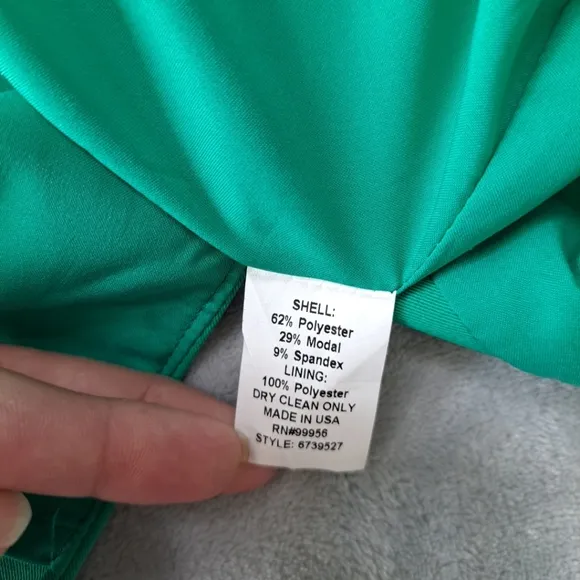 SHELL:
62% Polyester
29% Modal
9% Spandex
LINING:
100% Polyester
DRY CLEAN ONLY
MADE IN USA
RN#99956
STYLE: 6739527